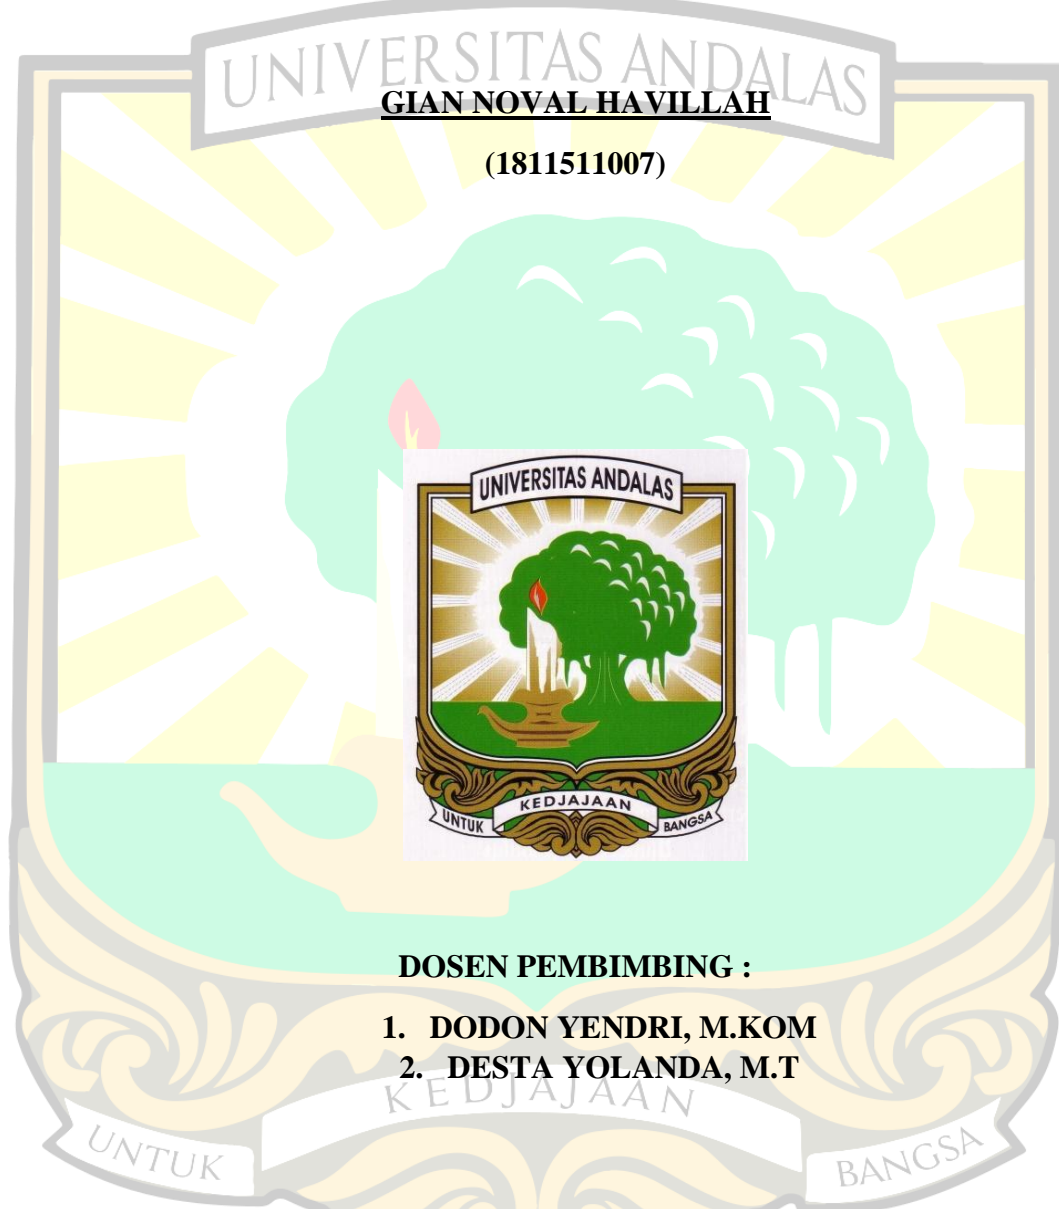 UNIVERSITAS ANDALAS
GIAN NOVAL HAVILLAH
(1811511007)
UNIVERSITAS ANDALAS
KEDJAJAAN
UNTUK
BANGSA
DOSEN PEMBIMBING :
1. DODON YENDRI, M.KOM
2. DESTA YOLANDA, M.T
KEDJAJAAN
UNTUK
BANGSA